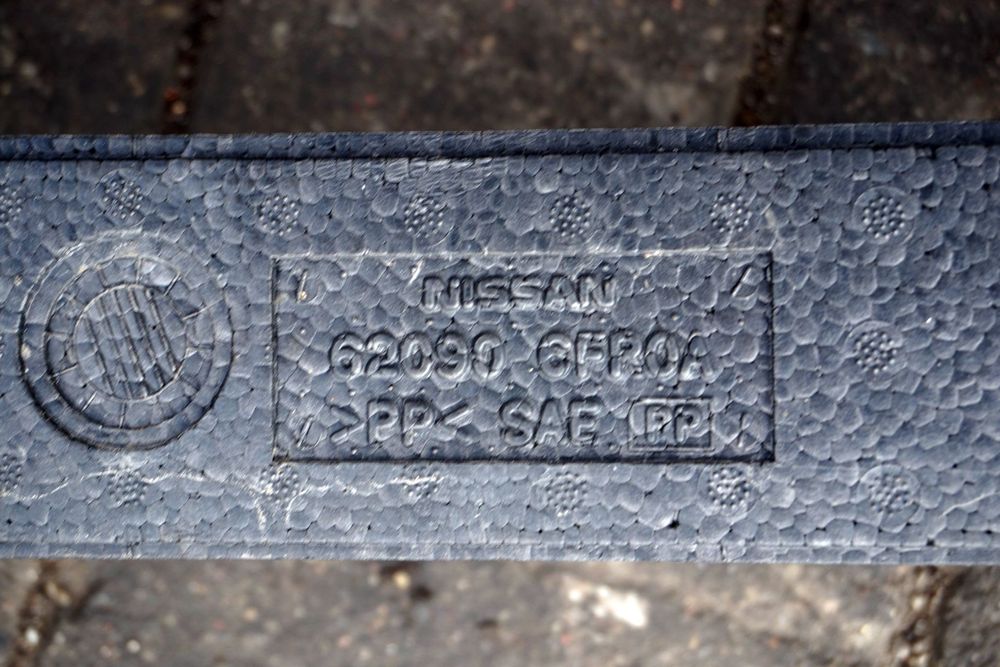 NISSAN
62090 6FR0A
>PP< SAE PP